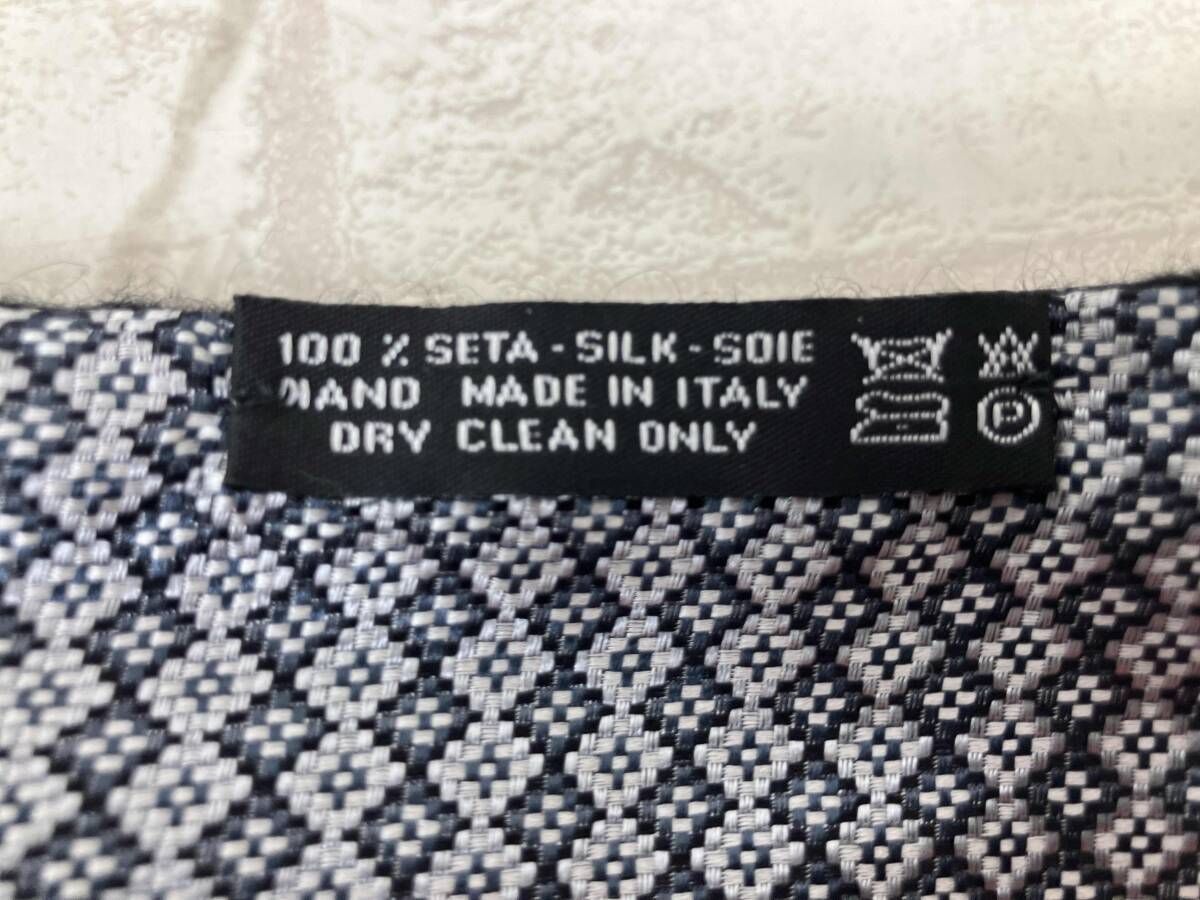 100 % SETA - SILK - SOIE
HAND MADE IN ITALY
DRY CLEAN ONLY
P